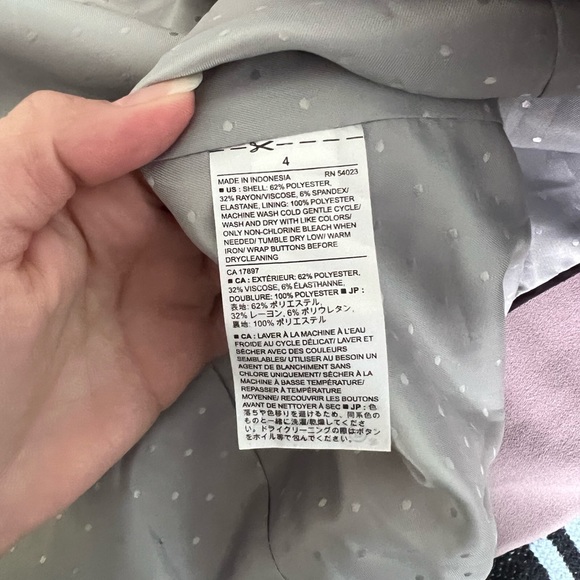 4
MADE IN INDONESIA RN 54023
■ US : SHELL: 62% POLYESTER,
32% RAYON/VISCOSE, 6% SPANDEX/
ELASTANE, LINING: 100% POLYESTER
MACHINE WASH COLD GENTLE CYCLE/
WASH AND DRY WITH LIKE COLORS/
ONLY NON-CHLORINE BLEACH WHEN
NEEDED/ TUMBLE DRY LOW/ WARM
IRON/ WRAP BUTTONS BEFORE
DRYCLEANING
CA 17897
■ CA : EXTÉRIEUR: 62% POLYESTER,
32% VISCOSE, 6% ÉLASTHANNE,
DOUBLURE: 100% POLYESTER ■ JP :
表地: 62% ポリエステル,
32% レーヨン, 6% ポリウレタン,
裏地: 100% ポリエステル
■ CA : LAVER À LA MACHINE À L'EAU
FROIDE AU CYCLE DÉLICAT/ LAVER ET
SÉCHER AVEC DES COULEURS
SEMBLABLES/ UTILISER AU BESOIN UN
AGENT DE BLANCHIMENT SANS
CHLORE UNIQUEMENT/ SÉCHER À LA
MACHINE À BASSE TEMPÉRATURE/
REPASSER À TEMPÉRATURE
MOYENNE/ RECOUVRIR LES BOUTONS
AVANT DE NETTOYER À SEC ■ JP : 色
落ちや色移りを避けるため、同系色の
ものと一緒に洗濯/乾燥してくださ
い。ドライクリーニングの際はボタン
をホイル等で包んでください。